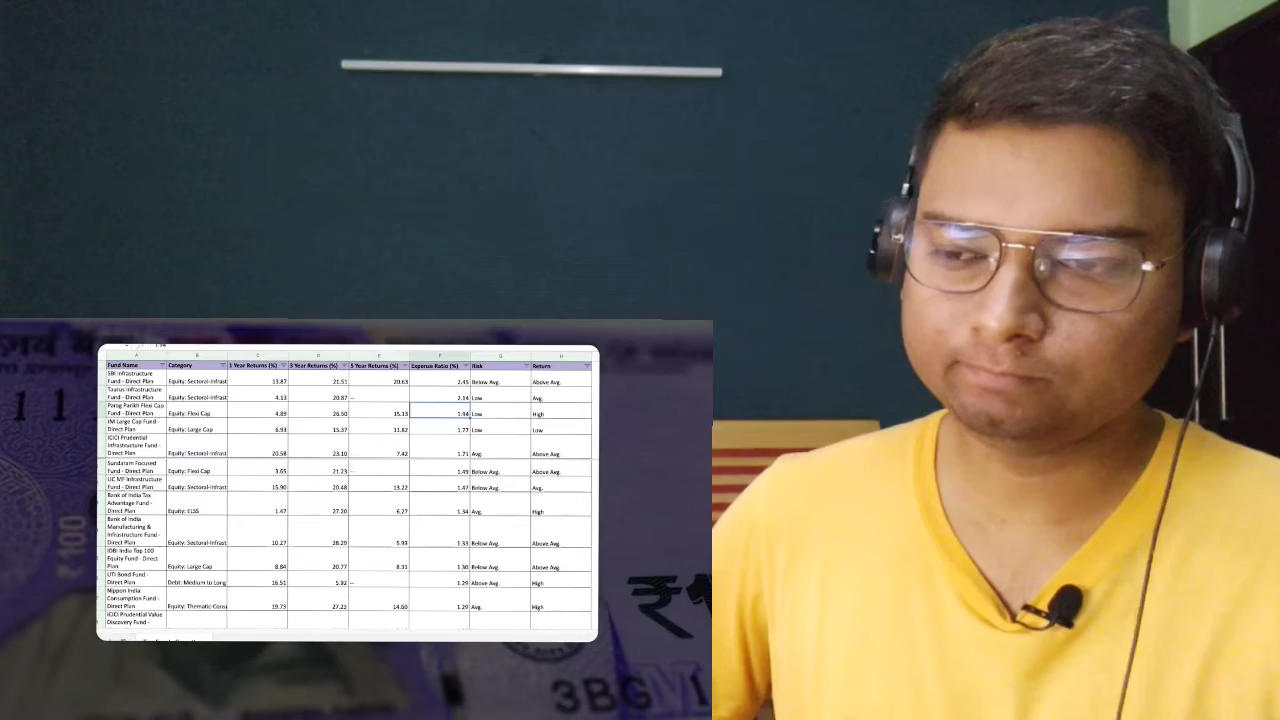 1.94
A B C D E F G H
Fund Name Category 1 Year Returns (%) 3 Year Returns (%) 5 Year Returns (%) Expense Ratio (%) Risk Return
SBI Infrastructure
Fund - Direct Plan Equity: Sectoral-Infrast 13.87 21.51 20.63 2.45 Below Avg. Above Avg.
Taurus Infrastructure
Fund - Direct Plan Equity: Sectoral-Infrast 4.13 20.87 -- 2.14 Low Avg.
Parag Parikh Flexi Cap
Fund - Direct Plan Equity: Flexi Cap 4.89 26.50 15.13 1.94 Low High
JM Large Cap Fund -
Direct Plan Equity: Large Cap 6.93 15.37 11.82 1.77 Low Low
ICICI Prudential
Infrastructure Fund -
Direct Plan Equity: Sectoral-Infrast 20.58 23.10 7.42 1.71 Avg. Above Avg.
Sundaram Focused
Fund - Direct Plan Equity: Flexi Cap 3.65 21.23 -- 1.49 Below Avg. Above Avg.
LIC MF Infrastructure
Fund - Direct Plan Equity: Sectoral-Infrast 15.90 20.48 13.22 1.47 Below Avg. Avg.
Bank of India Tax
Advantage Fund -
Direct Plan Equity: ELSS 1.47 27.20 6.27 1.34 Avg. High
Bank of India
Manufacturing &
Infrastructure Fund -
Direct Plan Equity: Sectoral-Infrast 10.27 28.29 5.93 1.33 Below Avg. Above Avg.
IDBI India Top 100
Equity Fund - Direct
Plan Equity: Large Cap 8.84 20.77 8.31 1.30 Below Avg. Above Avg.
UTI Bond Fund -
Direct Plan Debt: Medium to Long 16.51 5.92 -- 1.29 Above Avg. High
Nippon India
Consumption Fund -
Direct Plan Equity: Thematic-Consu 19.73 27.23 14.60 1.29 Avg. High
ICICI Prudential Value
Discovery Fund -
11
₹100
₹1
3BG 1